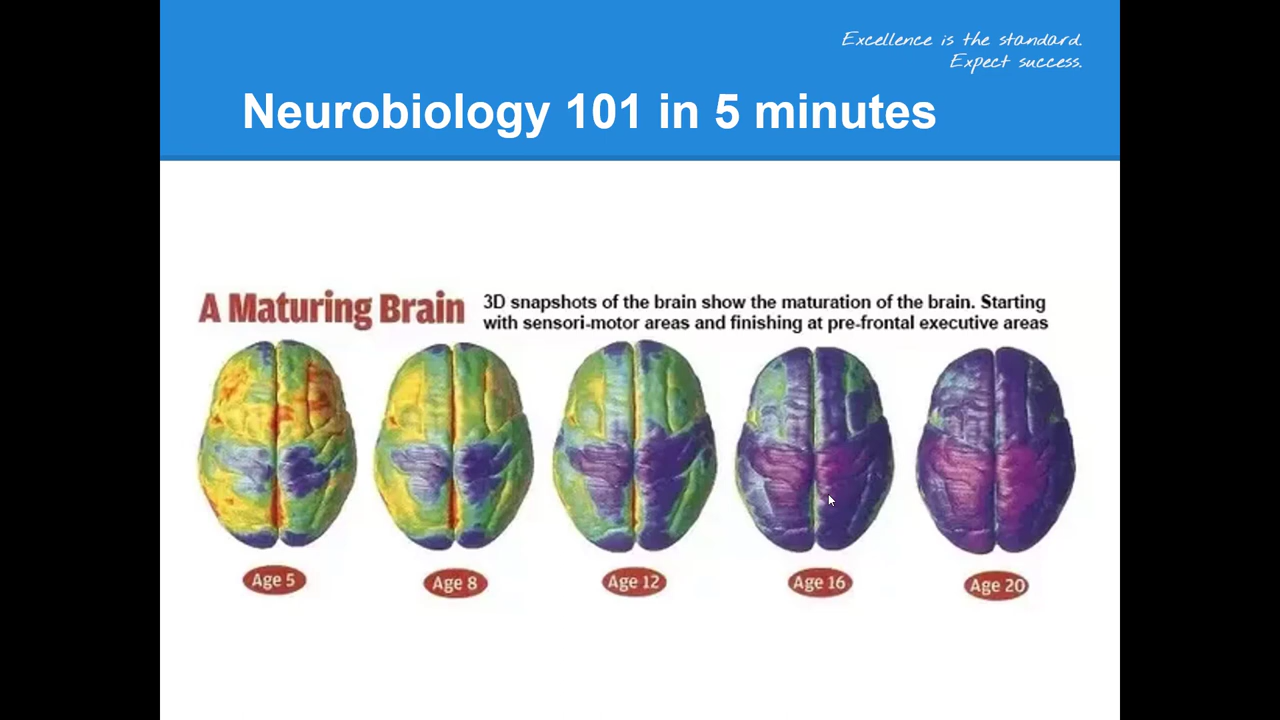 Excellence is the standard.
Expect success.
Neurobiology 101 in 5 minutes
A Maturing Brain
3D snapshots of the brain show the maturation of the brain. Starting
with sensori-motor areas and finishing at pre-frontal executive areas
Age 5
Age 8
Age 12
Age 16
Age 20